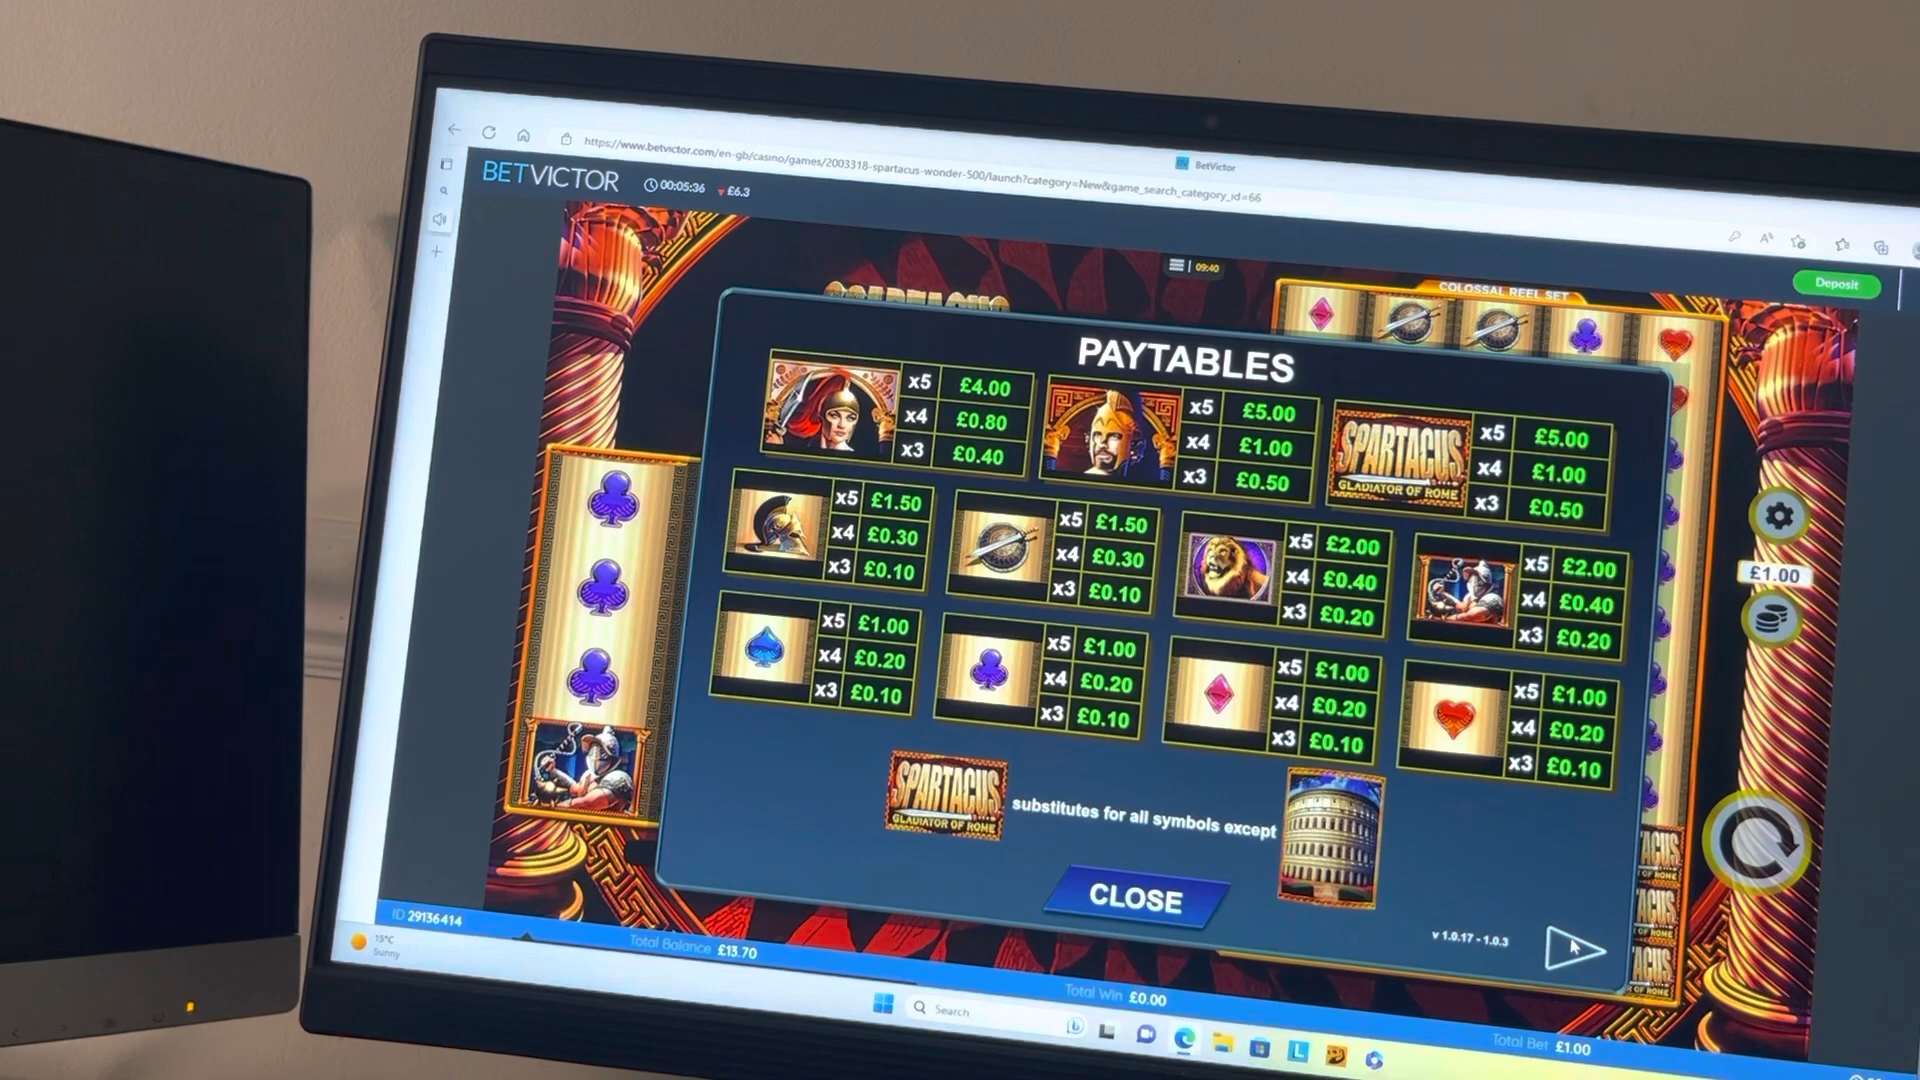 https://www.betvictor.com/en-gb/casino/games/2003318-spartacus-wonder-500/launch?category=New&game_search_category_id=66
BetVictor
BETVICTOR
00:05:36
£6.3
09:40
Deposit
SPARTACUS
COLOSSAL REEL SET
PAYTABLES
x5 £4.00
x4 £0.80
x3 £0.40
x5 £5.00
x4 £1.00
x3 £0.50
SPARTACUS
GLADIATOR OF ROME
x5 £5.00
x4 £1.00
x3 £0.50
x5 £1.50
x4 £0.30
x3 £0.10
x5 £1.50
x4 £0.30
x3 £0.10
x5 £2.00
x4 £0.40
x3 £0.20
x5 £2.00
x4 £0.40
x3 £0.20
£1.00
x5 £1.00
x4 £0.20
x3 £0.10
x5 £1.00
x4 £0.20
x3 £0.10
x5 £1.00
x4 £0.20
x3 £0.10
x5 £1.00
x4 £0.20
x3 £0.10
SPARTACUS
GLADIATOR OF ROME
substitutes for all symbols except
CLOSE
v 1.0.17 - 1.0.3
ID 29136414
Total Balance £13.70
Total Win £0.00
Total Bet £1.00
15°C
Sunny
Search